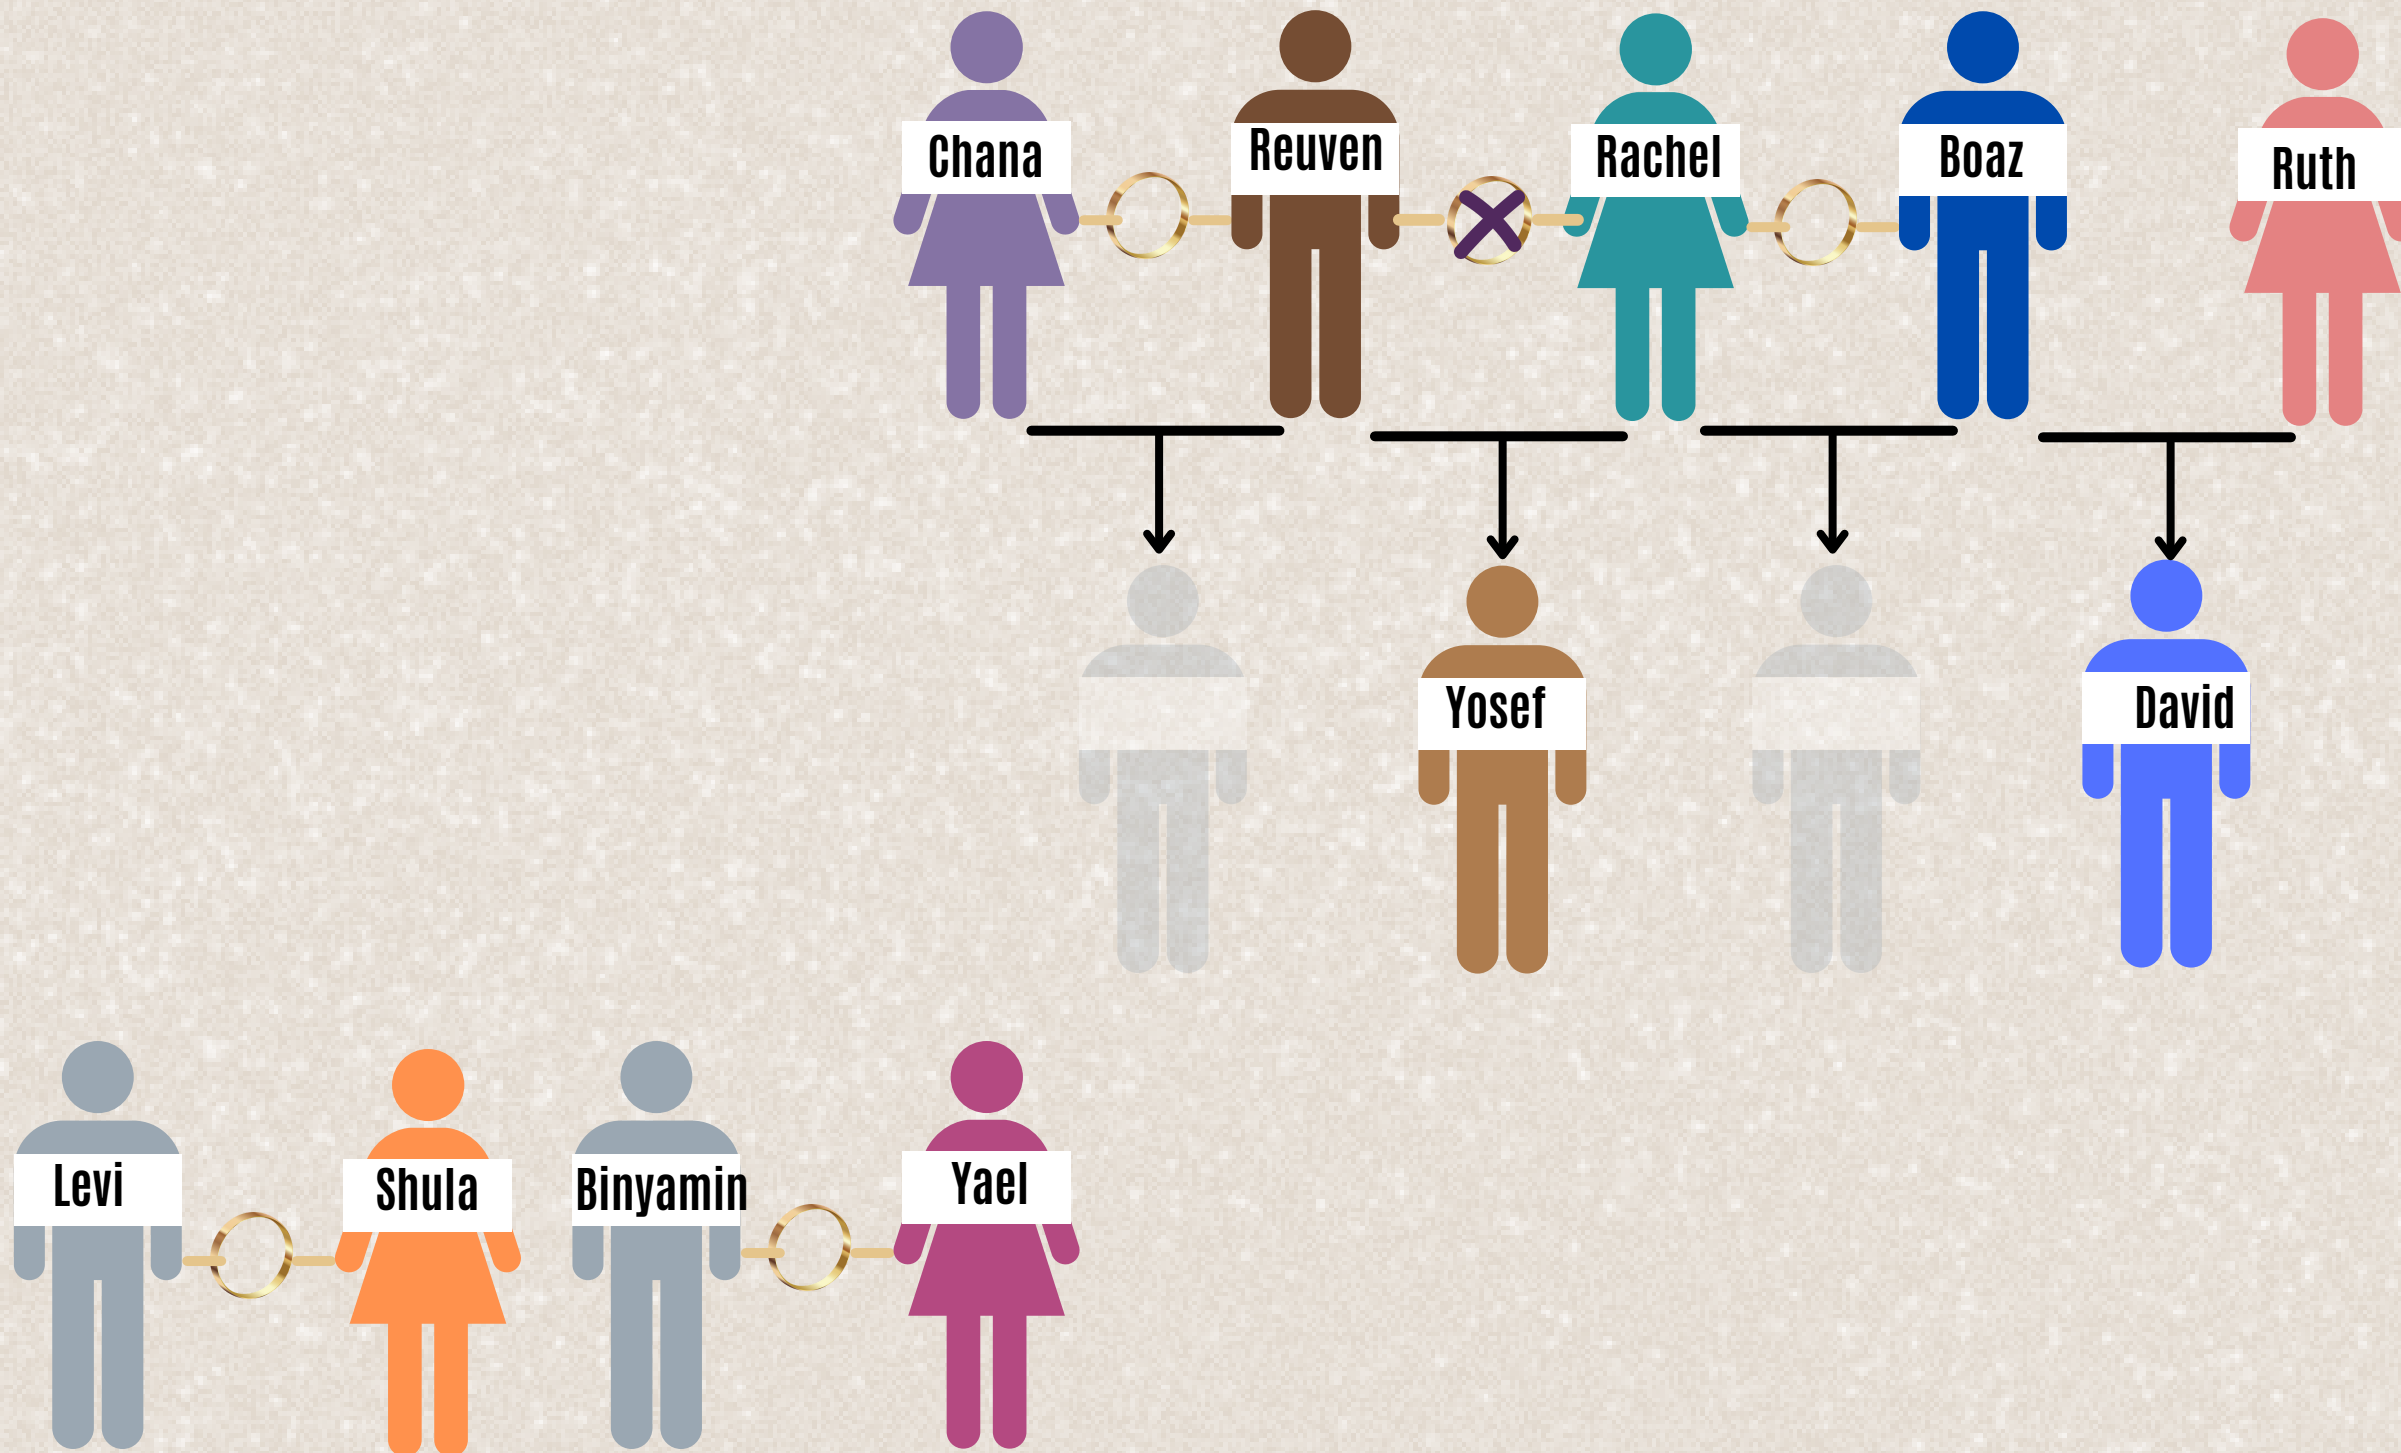 Chana
Reuven
Rachel
Boaz
Ruth
Yosef
David
Levi
Shula
Binyamin
Yael